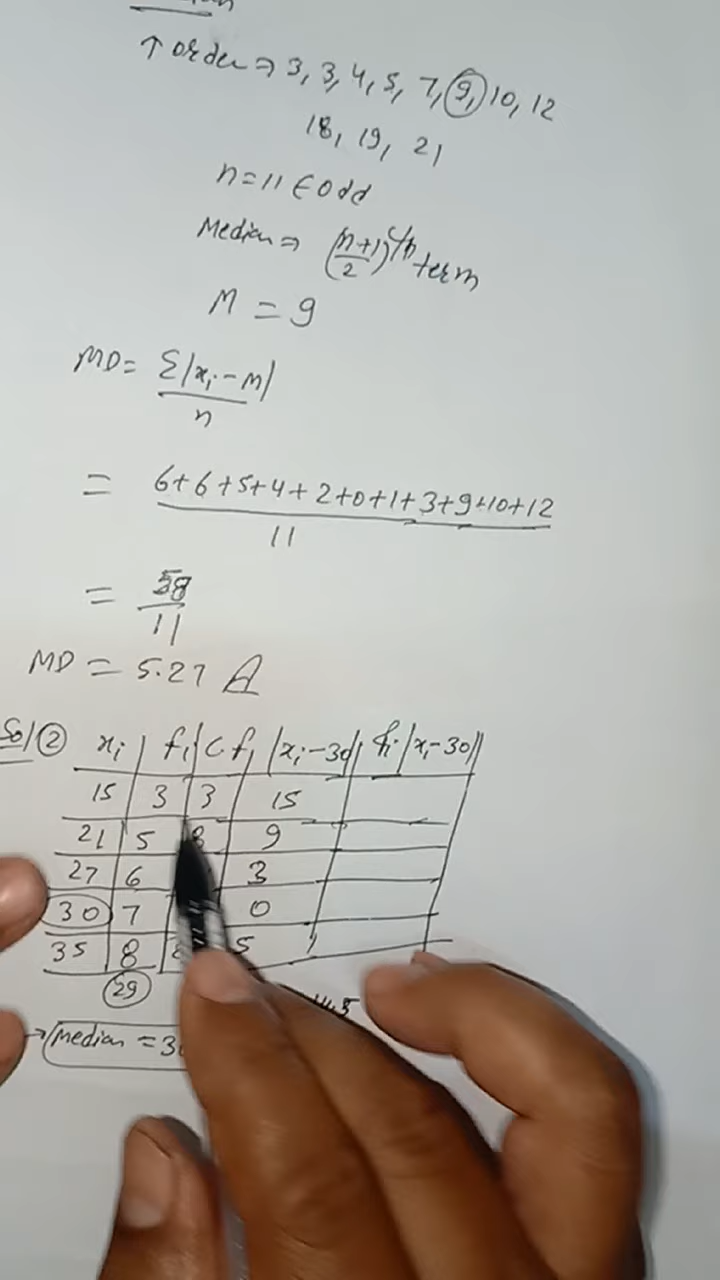 ↑ order ⇒ 3, 3, 4, 5, 7, 9, 10, 12
18, 19, 21
n = 11 ∈ odd
Median ⇒ (n+1/2)th term
M = 9
MD = Σ|xi - M|/n
= 6+6+5+4+2+0+1+3+9+10+12/11
= 58/11
MD = 5.27 A
Sol ② xi | fi | c.f | |xi-30| | fi |xi-30|
15 3 3 15
21 5 8 9
27 6 3
30 7 0
35 8 5
29
→ Median = 3